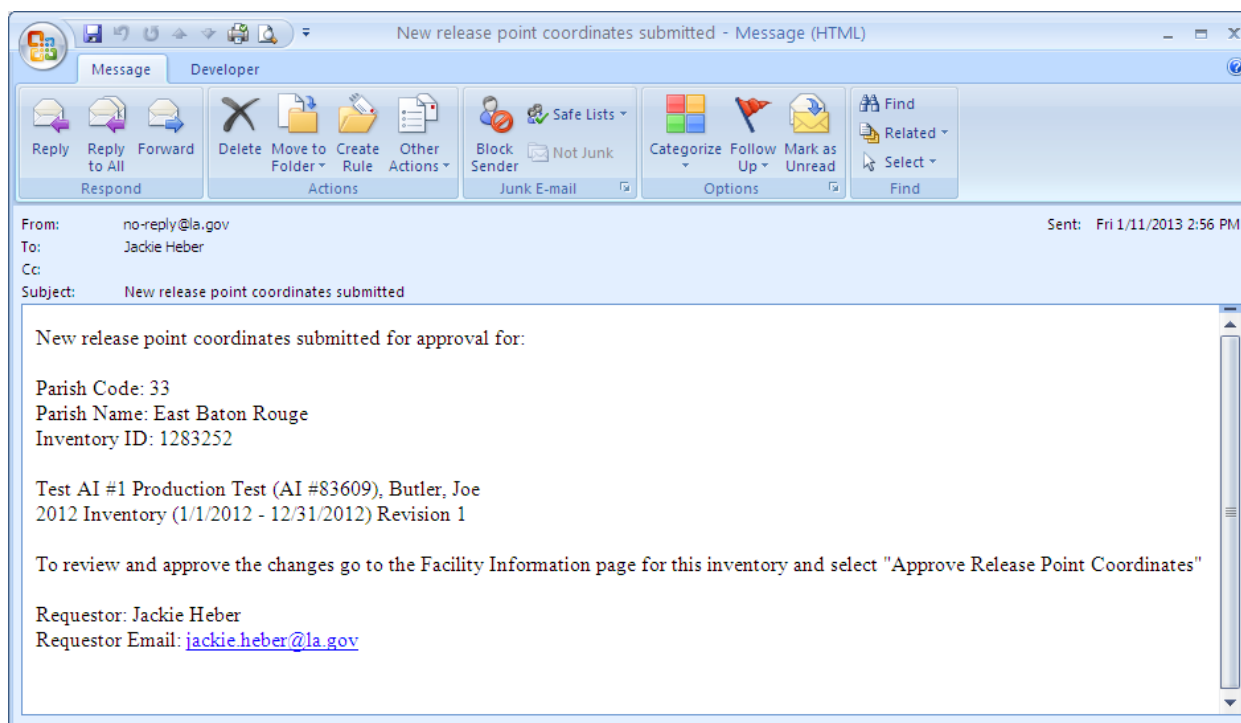 New release point coordinates submitted - Message (HTML)
Message Developer
Reply Reply to All Forward
Delete Move to Folder Create Rule Other Actions
Block Sender Safe Lists Not Junk
Categorize Follow Up Mark as Unread
Find Related Select
Respond Actions Junk E-mail Options Find
From: no-reply@la.gov Sent: Fri 1/11/2013 2:56 PM
To: Jackie Heber
Cc:
Subject: New release point coordinates submitted
New release point coordinates submitted for approval for:
Parish Code: 33
Parish Name: East Baton Rouge
Inventory ID: 1283252
Test AI #1 Production Test (AI #83609), Butler, Joe
2012 Inventory (1/1/2012 - 12/31/2012) Revision 1
To review and approve the changes go to the Facility Information page for this inventory and select "Approve Release Point Coordinates"
Requestor: Jackie Heber
Requestor Email: jackie.heber@la.gov